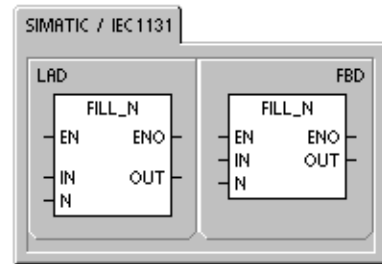 SIMATIC / IEC1131
LAD
FILL_N
EN ENO
IN OUT
N
FBD
FILL_N
EN ENO
IN OUT
N